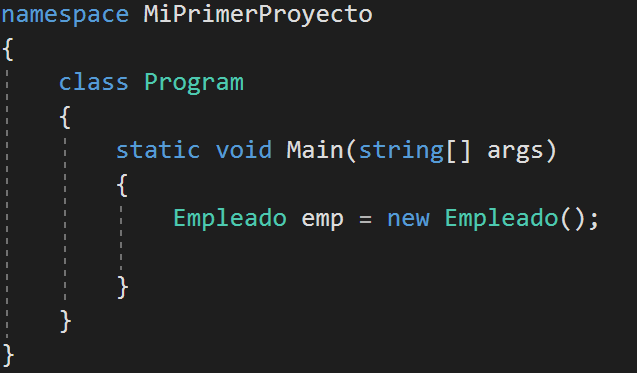 namespace MiPrimerProyecto
{
    class Program
    {
        static void Main(string[] args)
        {
            Empleado emp = new Empleado();
        }
    }
}